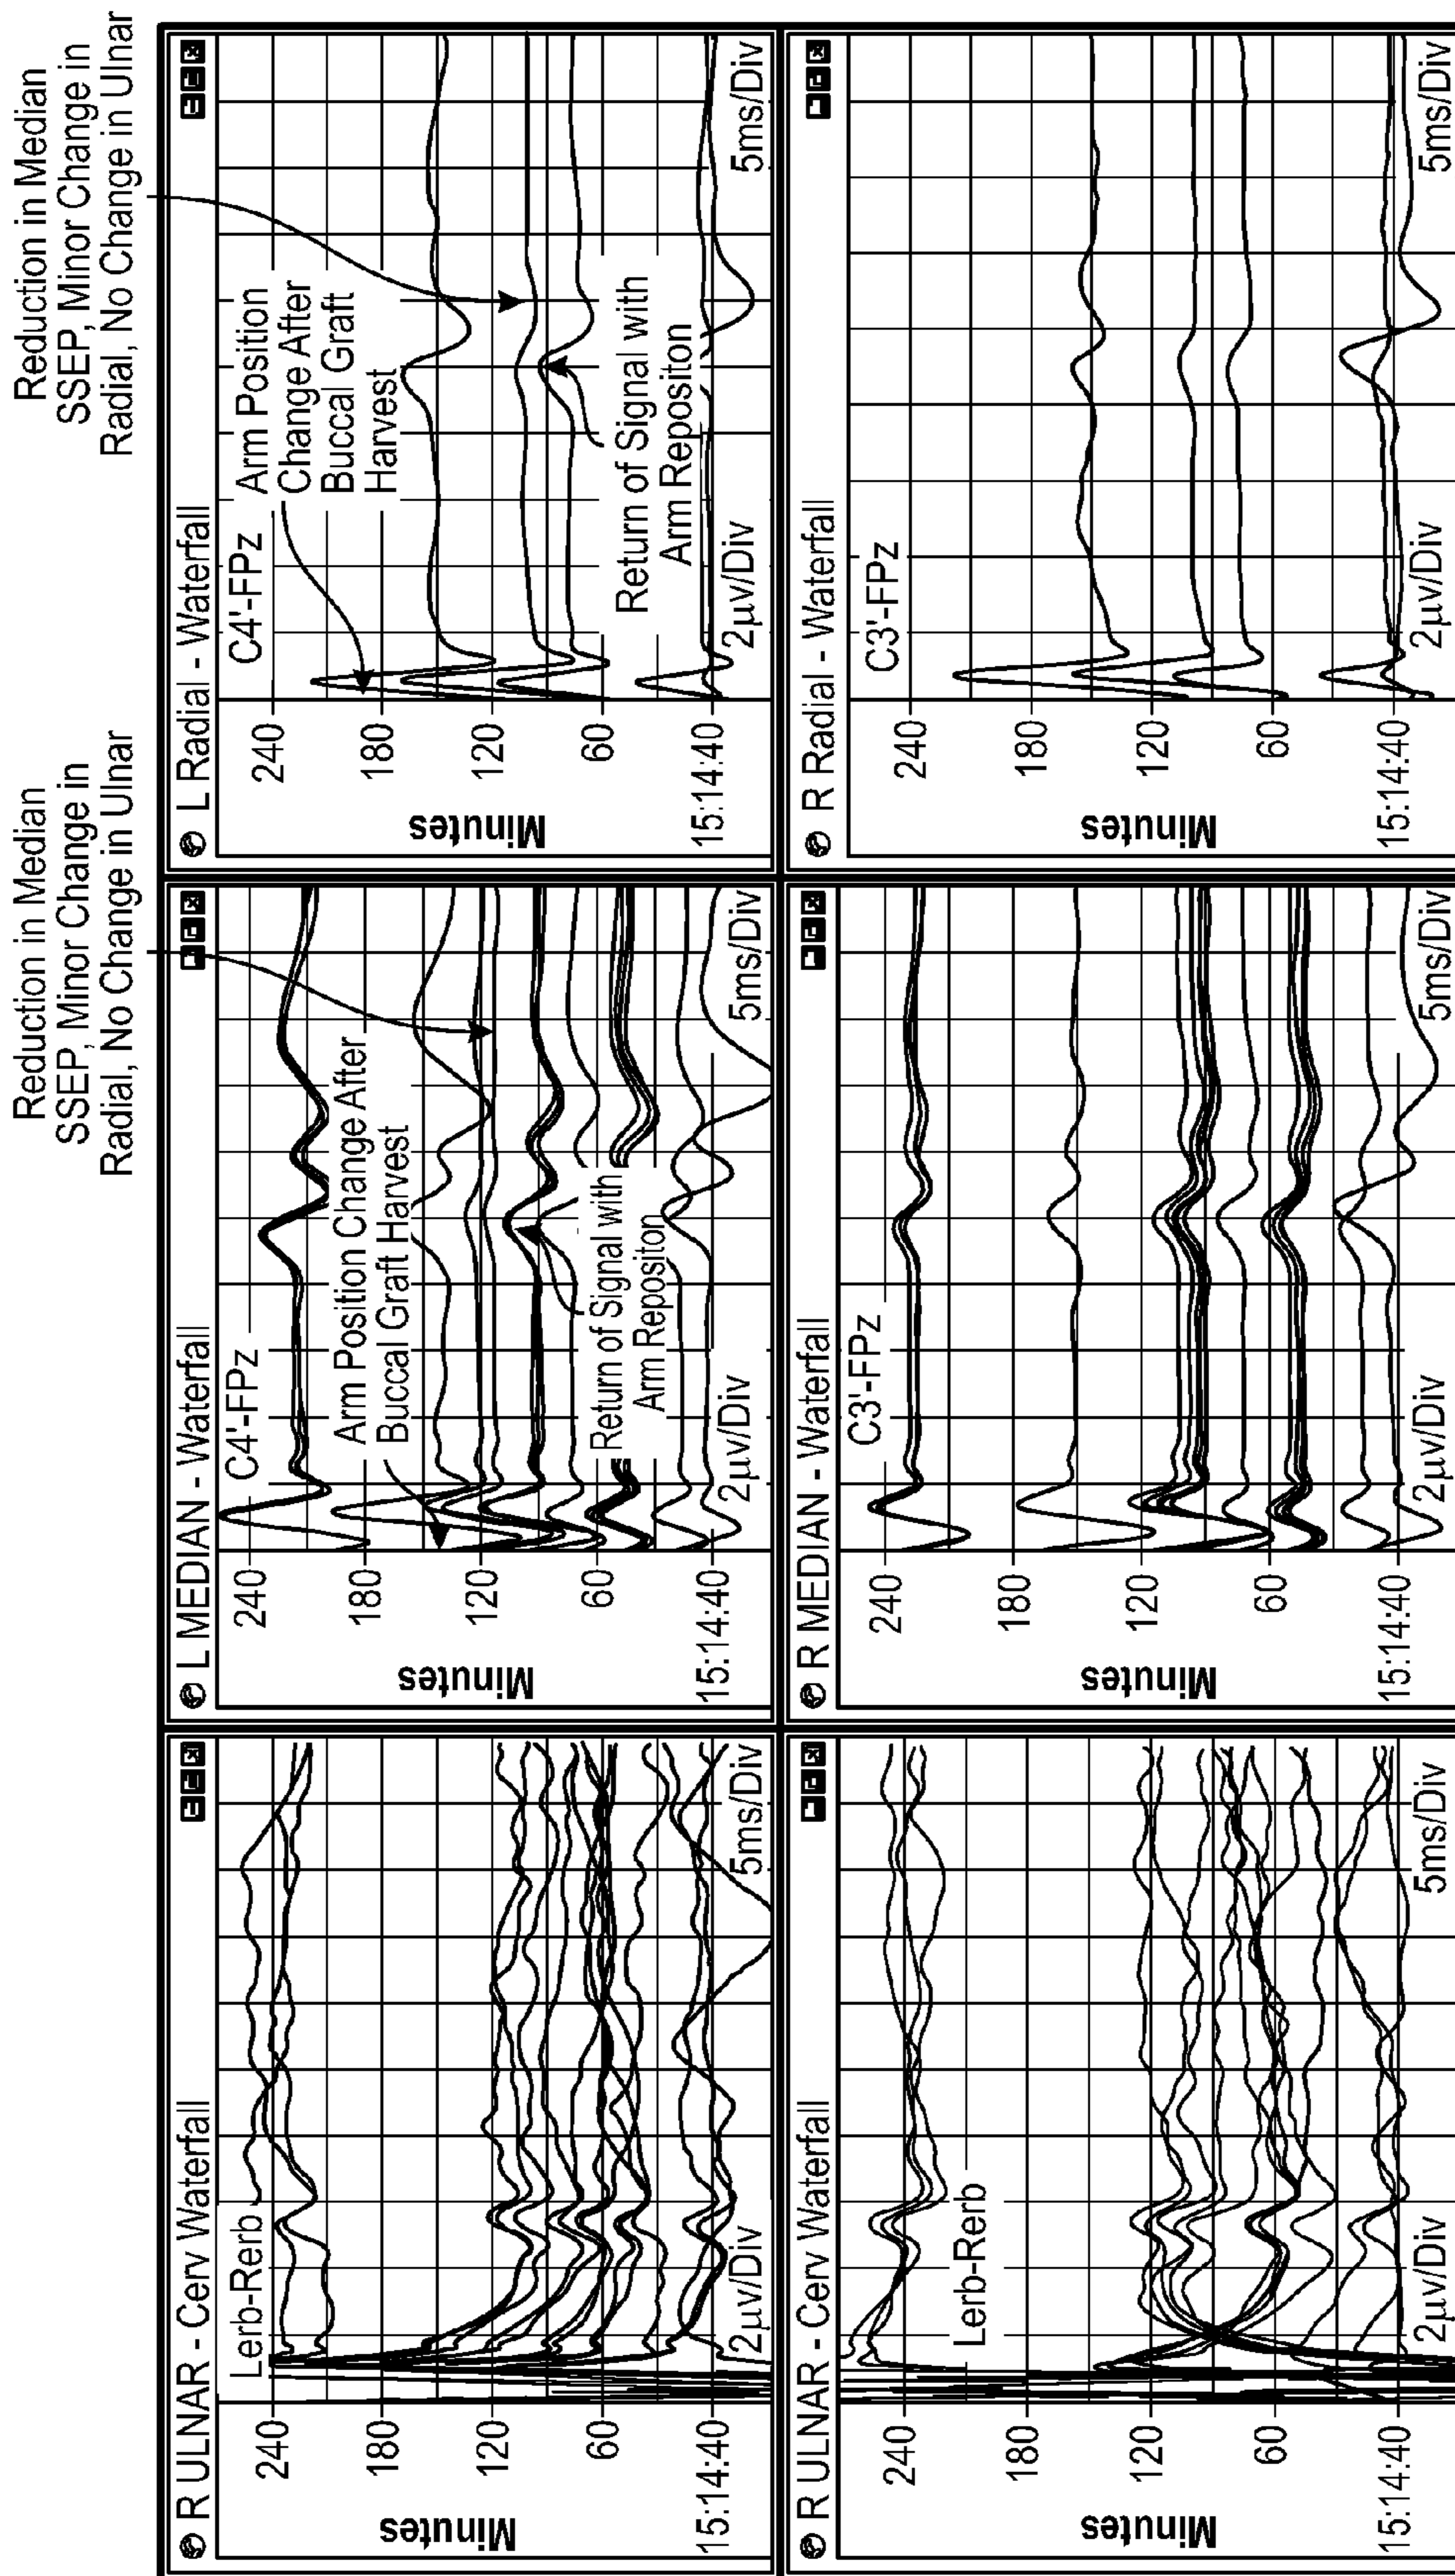 Reduction in Median
SSEP, Minor Change in
Radial, No Change in Ulnar
Reduction in Median
SSEP, Minor Change in
Radial, No Change in Ulnar
R ULNAR - Cerv Waterfall
Lerb-Rerb
240
180
120
60
15:14:40
Minutes
2µv/Div
5ms/Div
L MEDIAN - Waterfall
C4'-FPz
Arm Position Change After
Buccal Graft Harvest
Return of Signal with
Arm Repositon
240
180
120
60
15:14:40
Minutes
2µv/Div
5ms/Div
L Radial - Waterfall
C4'-FPz
Arm Position
Change After
Buccal Graft
Harvest
Return of Signal with
Arm Repositon
240
180
120
60
15:14:40
Minutes
2µv/Div
5ms/Div
R ULNAR - Cerv Waterfall
Lerb-Rerb
240
180
120
60
15:14:40
Minutes
2µv/Div
5ms/Div
R MEDIAN - Waterfall
C3'-FPz
240
180
120
60
15:14:40
Minutes
2µv/Div
5ms/Div
R Radial - Waterfall
C3'-FPz
240
180
120
60
15:14:40
Minutes
2µv/Div
5ms/Div